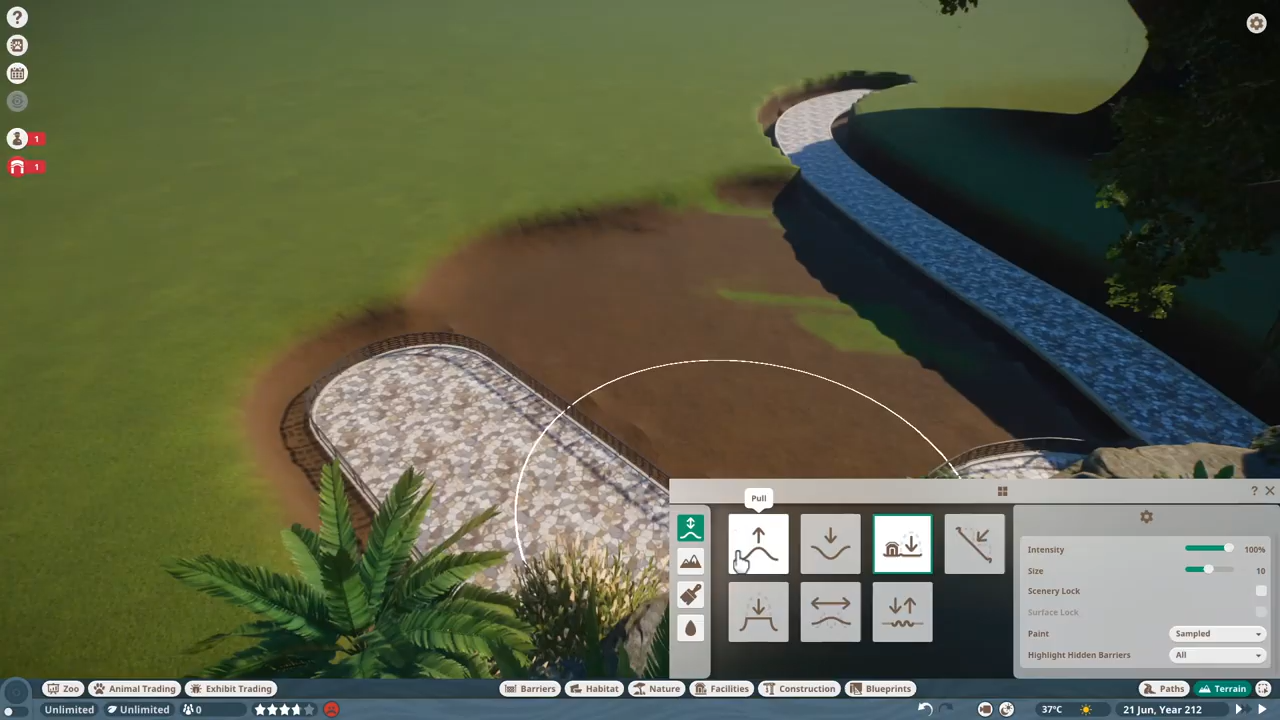 ?
1
1
Pull
?
Intensity 100%
Size 10
Scenery Lock
Surface Lock
Paint Sampled
Highlight Hidden Barriers All
Zoo Animal Trading Exhibit Trading Barriers Habitat Nature Facilities Construction Blueprints Paths Terrain
Unlimited Unlimited 0 37°C 21 Jun, Year 212